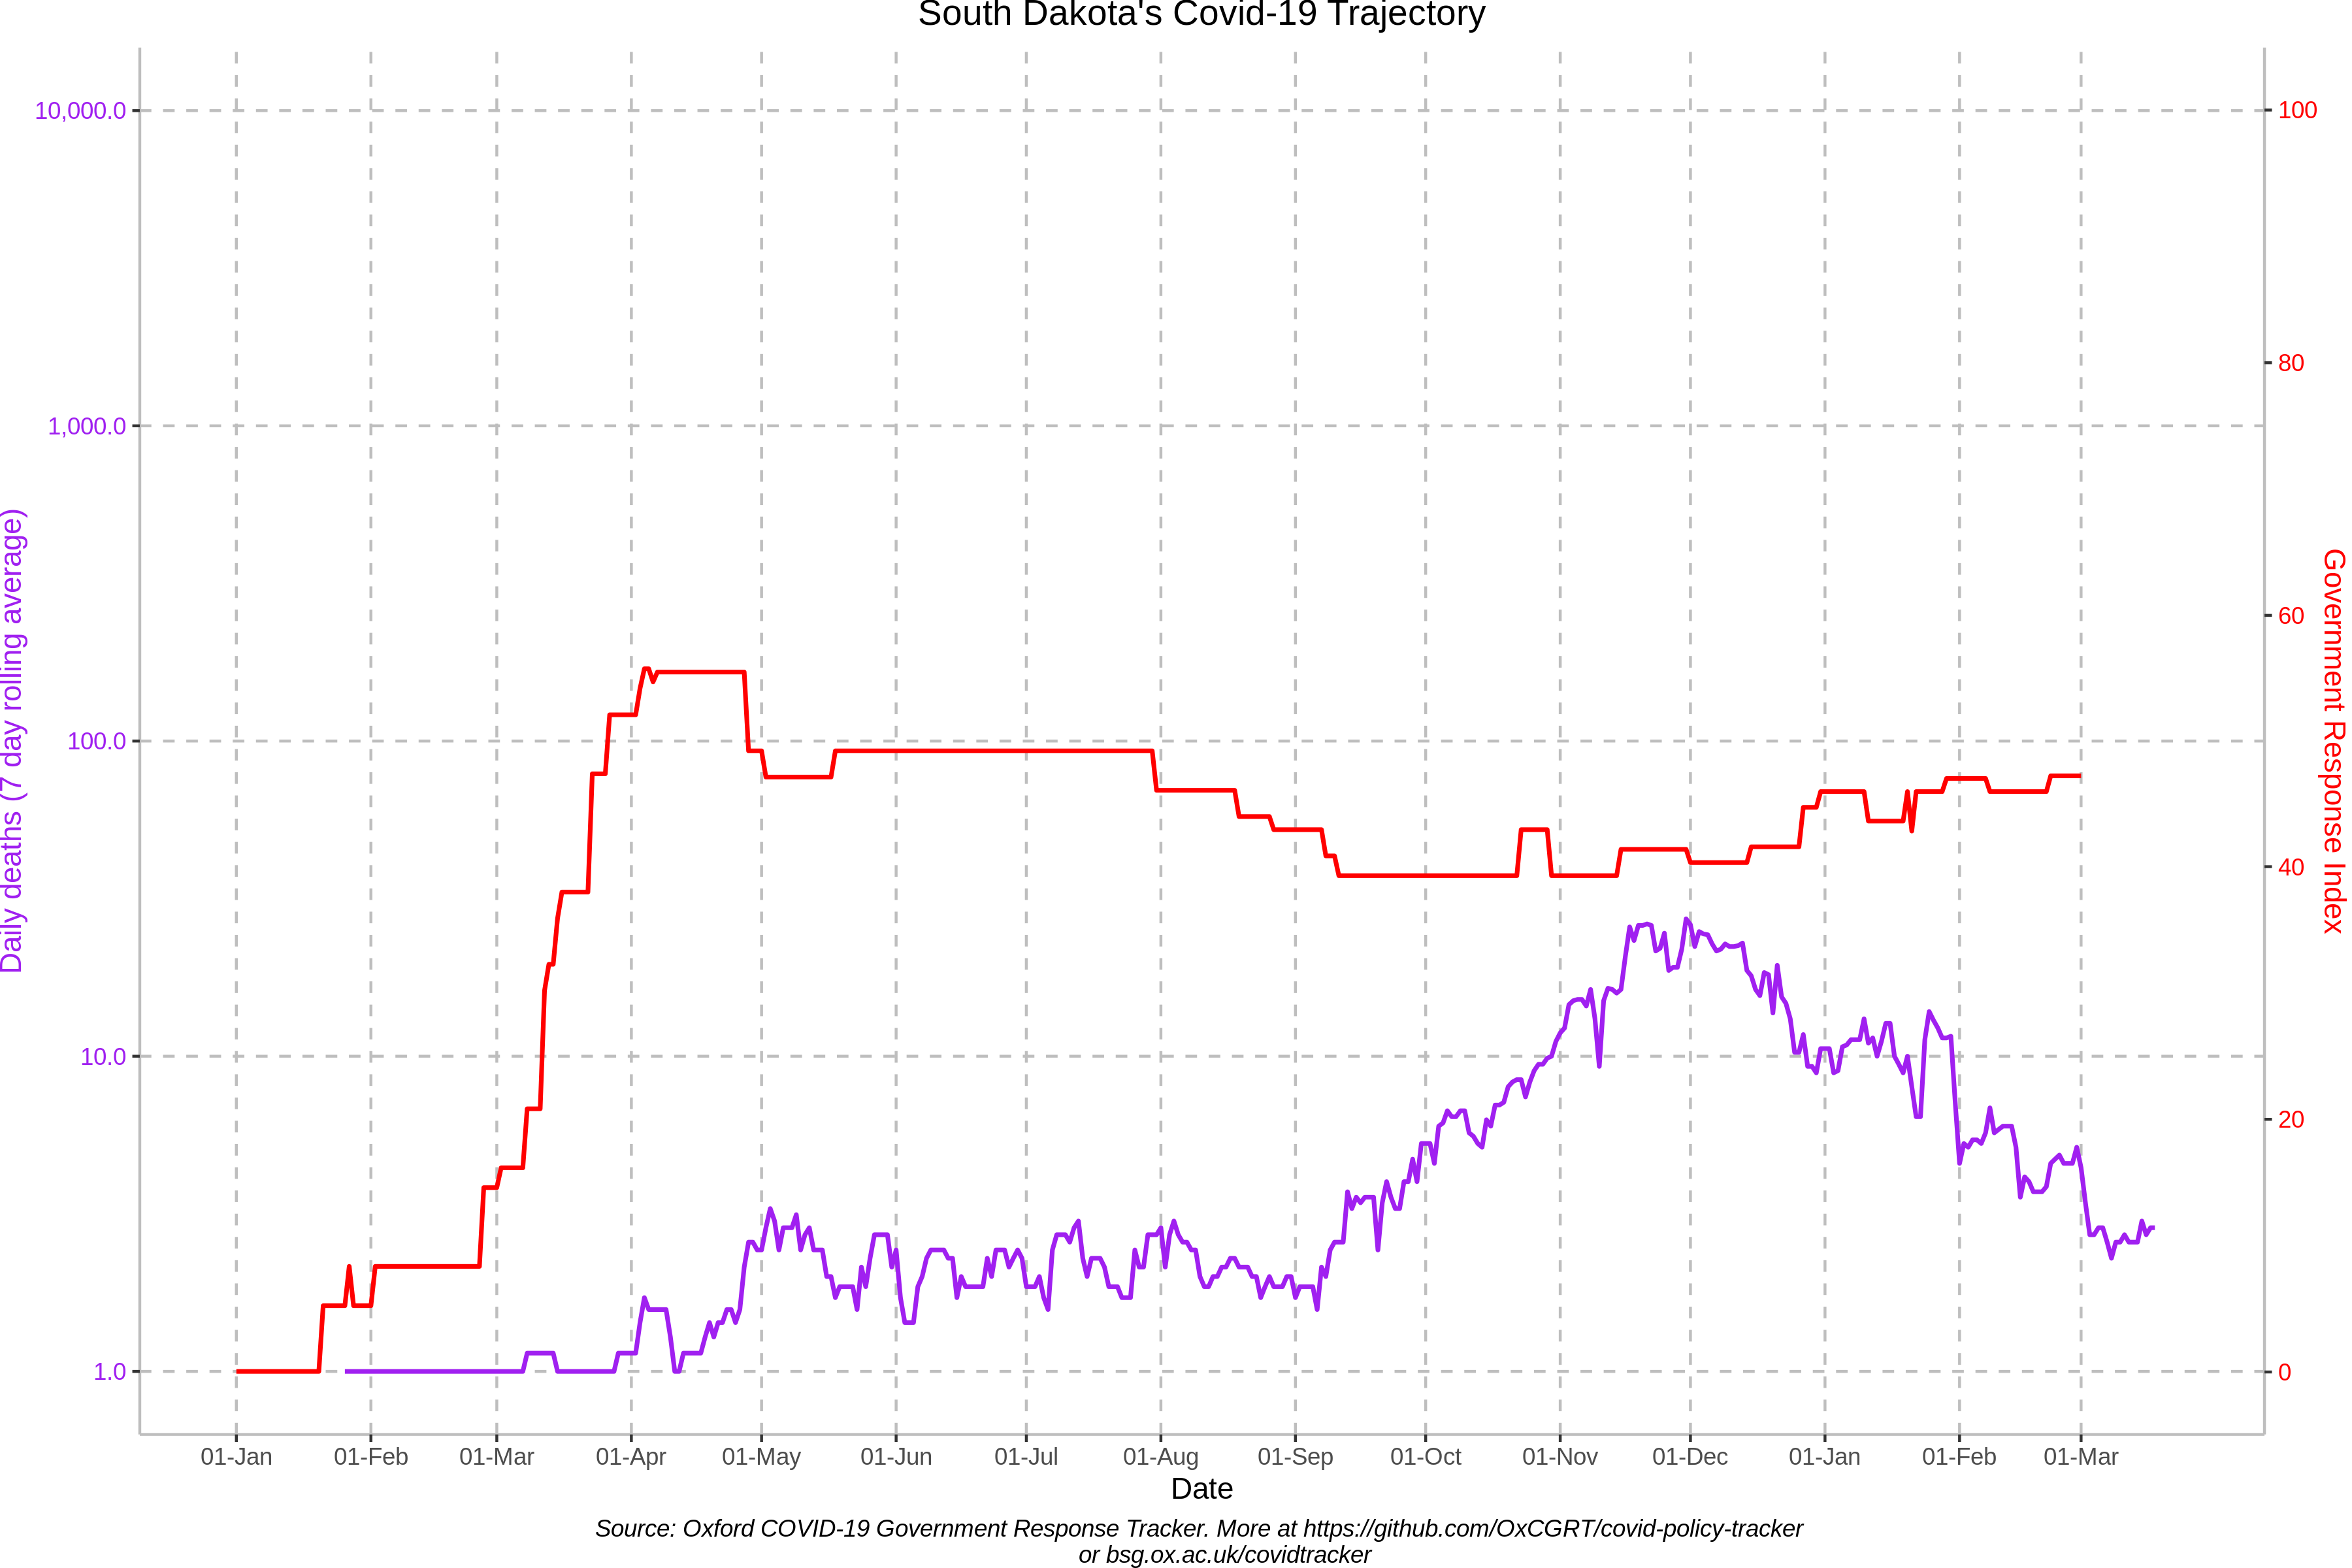 South Dakota's Covid-19 Trajectory
10,000.0
1,000.0
100.0
10.0
1.0
Daily deaths (7 day rolling average)
100
80
60
40
20
0
Government Response Index
01-Jan 01-Feb 01-Mar 01-Apr 01-May 01-Jun 01-Jul 01-Aug 01-Sep 01-Oct 01-Nov 01-Dec 01-Jan 01-Feb 01-Mar
Date
Source: Oxford COVID-19 Government Response Tracker. More at https://github.com/OxCGRT/covid-policy-tracker
or bsg.ox.ac.uk/covidtracker